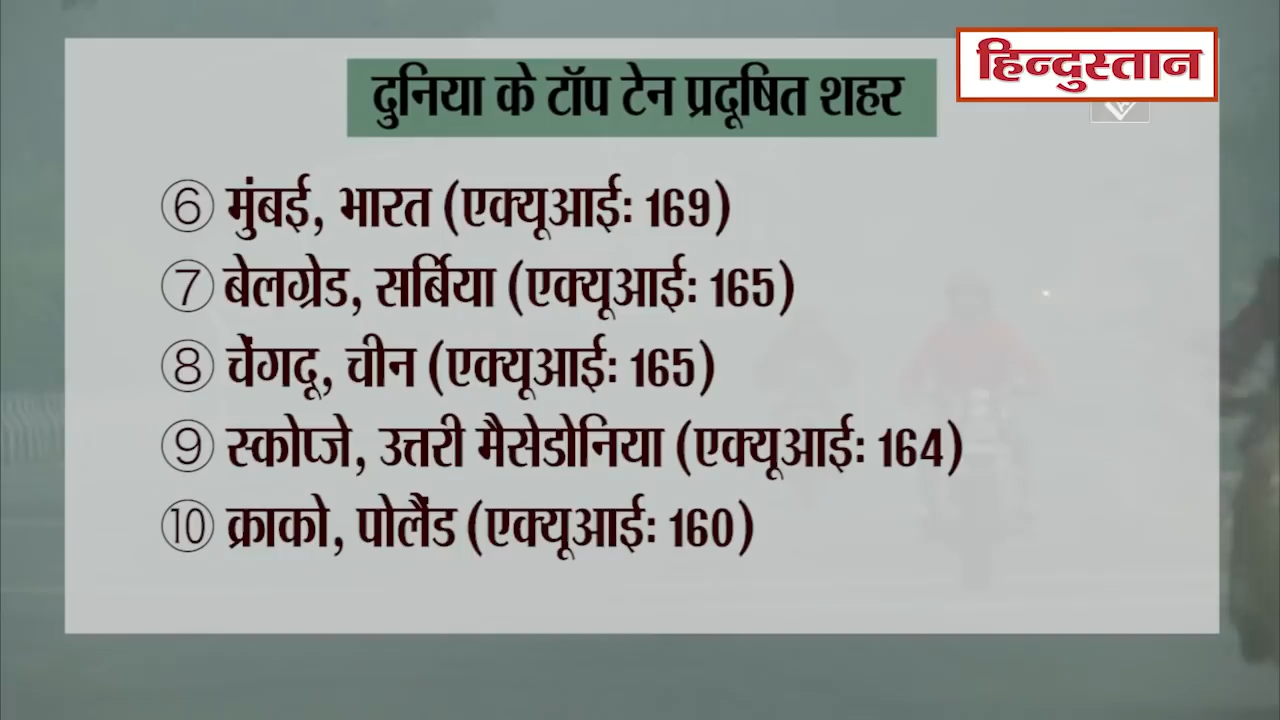 हिन्दुस्तान
दुनिया के टॉप टेन प्रदूषित शहर
⑥ मुंबई, भारत (एक्यूआईः 169)
⑦ बेलग्रेड, सर्बिया (एक्यूआईः 165)
⑧ चेंगदू, चीन (एक्यूआईः 165)
⑨ स्कोप्जे, उत्तरी मैसेडोनिया (एक्यूआईः 164)
⑩ क्राको, पोलैंड (एक्यूआईः 160)